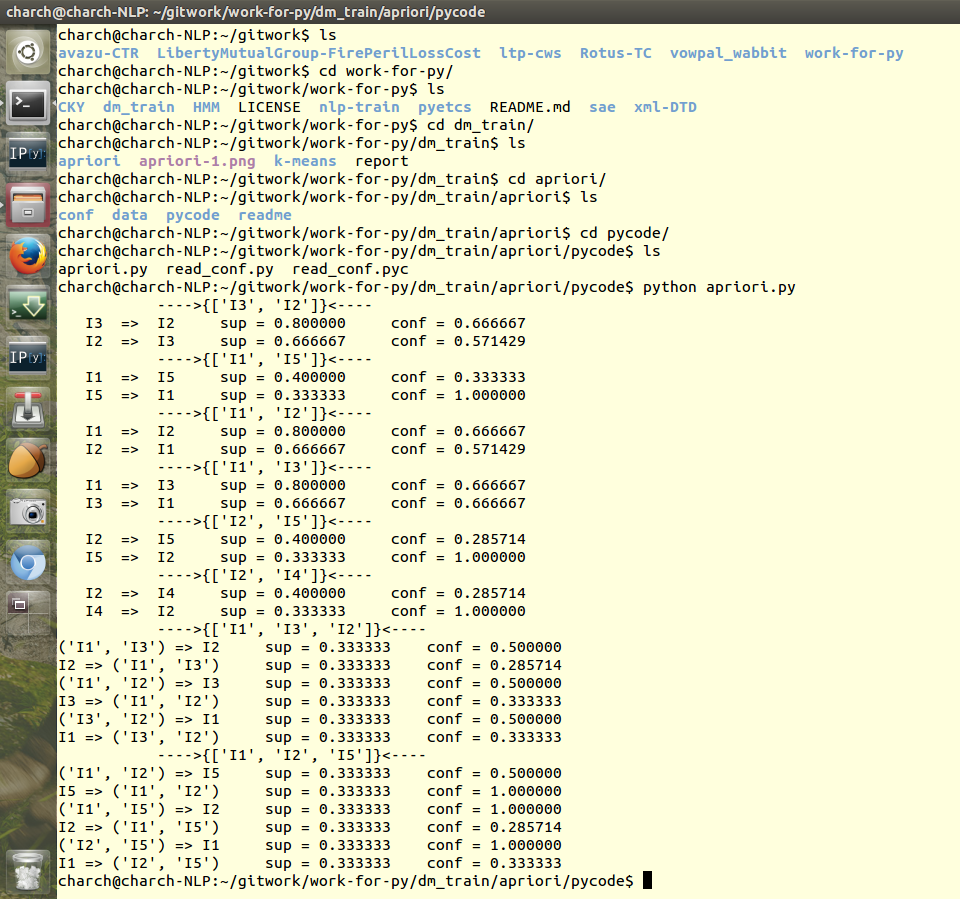 charch@charch-NLP: ~/gitwork/work-for-py/dm_train/apriori/pycode
charch@charch-NLP:~/gitwork$ ls
avazu-CTR  LibertyMutualGroup-FirePerilLossCost  ltp-cws  Rotus-TC  vowpal_wabbit  work-for-py
charch@charch-NLP:~/gitwork$ cd work-for-py/
charch@charch-NLP:~/gitwork/work-for-py$ ls
CKY  dm_train  HMM  LICENSE  nlp-train  pyetcs  README.md  sae  xml-DTD
charch@charch-NLP:~/gitwork/work-for-py$ cd dm_train/
charch@charch-NLP:~/gitwork/work-for-py/dm_train$ ls
apriori  apriori-1.png  k-means  report
charch@charch-NLP:~/gitwork/work-for-py/dm_train$ cd apriori/
charch@charch-NLP:~/gitwork/work-for-py/dm_train/apriori$ ls
conf  data  pycode  readme
charch@charch-NLP:~/gitwork/work-for-py/dm_train/apriori$ cd pycode/
charch@charch-NLP:~/gitwork/work-for-py/dm_train/apriori/pycode$ ls
apriori.py  read_conf.py  read_conf.pyc
charch@charch-NLP:~/gitwork/work-for-py/dm_train/apriori/pycode$ python apriori.py
---->{['I3', 'I2']}<----
I3  =>  I2     sup = 0.800000     conf = 0.666667
I2  =>  I3     sup = 0.666667     conf = 0.571429
---->{['I1', 'I5']}<----
I1  =>  I5     sup = 0.400000     conf = 0.333333
I5  =>  I1     sup = 0.333333     conf = 1.000000
---->{['I1', 'I2']}<----
I1  =>  I2     sup = 0.800000     conf = 0.666667
I2  =>  I1     sup = 0.666667     conf = 0.571429
---->{['I1', 'I3']}<----
I1  =>  I3     sup = 0.800000     conf = 0.666667
I3  =>  I1     sup = 0.666667     conf = 0.666667
---->{['I2', 'I5']}<----
I2  =>  I5     sup = 0.400000     conf = 0.285714
I5  =>  I2     sup = 0.333333     conf = 1.000000
---->{['I2', 'I4']}<----
I2  =>  I4     sup = 0.400000     conf = 0.285714
I4  =>  I2     sup = 0.333333     conf = 1.000000
---->{['I1', 'I3', 'I2']}<----
('I1', 'I3') => I2     sup = 0.333333    conf = 0.500000
I2 => ('I1', 'I3')     sup = 0.333333    conf = 0.285714
('I1', 'I2') => I3     sup = 0.333333    conf = 0.500000
I3 => ('I1', 'I2')     sup = 0.333333    conf = 0.333333
('I3', 'I2') => I1     sup = 0.333333    conf = 0.500000
I1 => ('I3', 'I2')     sup = 0.333333    conf = 0.333333
---->{['I1', 'I2', 'I5']}<----
('I1', 'I2') => I5     sup = 0.333333    conf = 0.500000
I5 => ('I1', 'I2')     sup = 0.333333    conf = 1.000000
('I1', 'I5') => I2     sup = 0.333333    conf = 1.000000
I2 => ('I1', 'I5')     sup = 0.333333    conf = 0.285714
('I2', 'I5') => I1     sup = 0.333333    conf = 1.000000
I1 => ('I2', 'I5')     sup = 0.333333    conf = 0.333333
charch@charch-NLP:~/gitwork/work-for-py/dm_train/apriori/pycode$
IP[y]:
IP[y]: